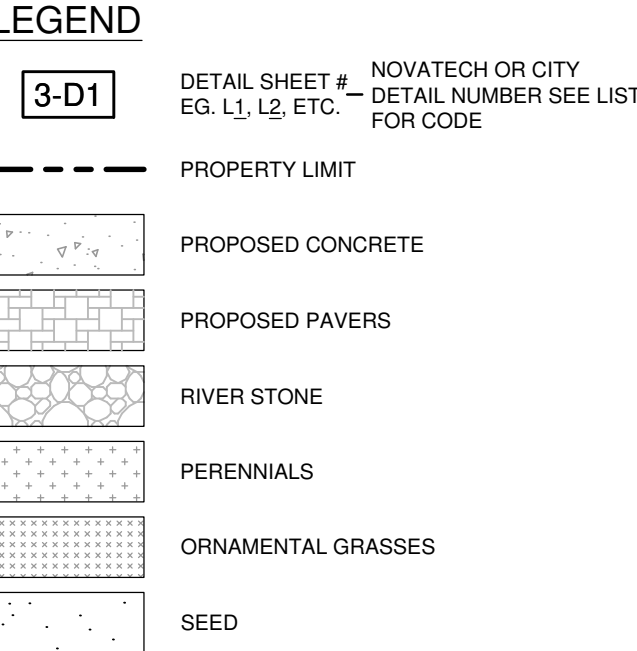 LEGEND
3-D1
DETAIL SHEET # – NOVATECH OR CITY
EG. L1, L2, ETC. DETAIL NUMBER SEE LIST
FOR CODE
PROPERTY LIMIT
PROPOSED CONCRETE
PROPOSED PAVERS
RIVER STONE
PERENNIALS
ORNAMENTAL GRASSES
SEED